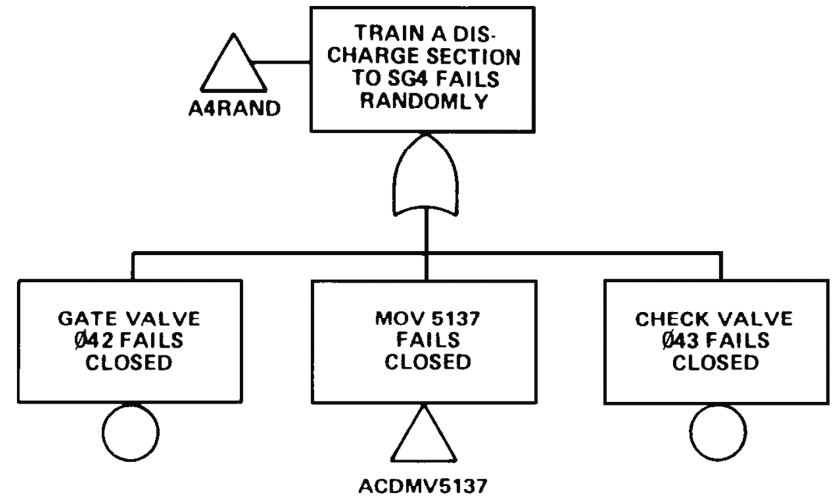 TRAIN A DIS-
CHARGE SECTION
TO SG4 FAILS
RANDOMLY
A4RAND
GATE VALVE
Ø42 FAILS
CLOSED
MOV 5137
FAILS
CLOSED
CHECK VALVE
Ø43 FAILS
CLOSED
ACDMV5137